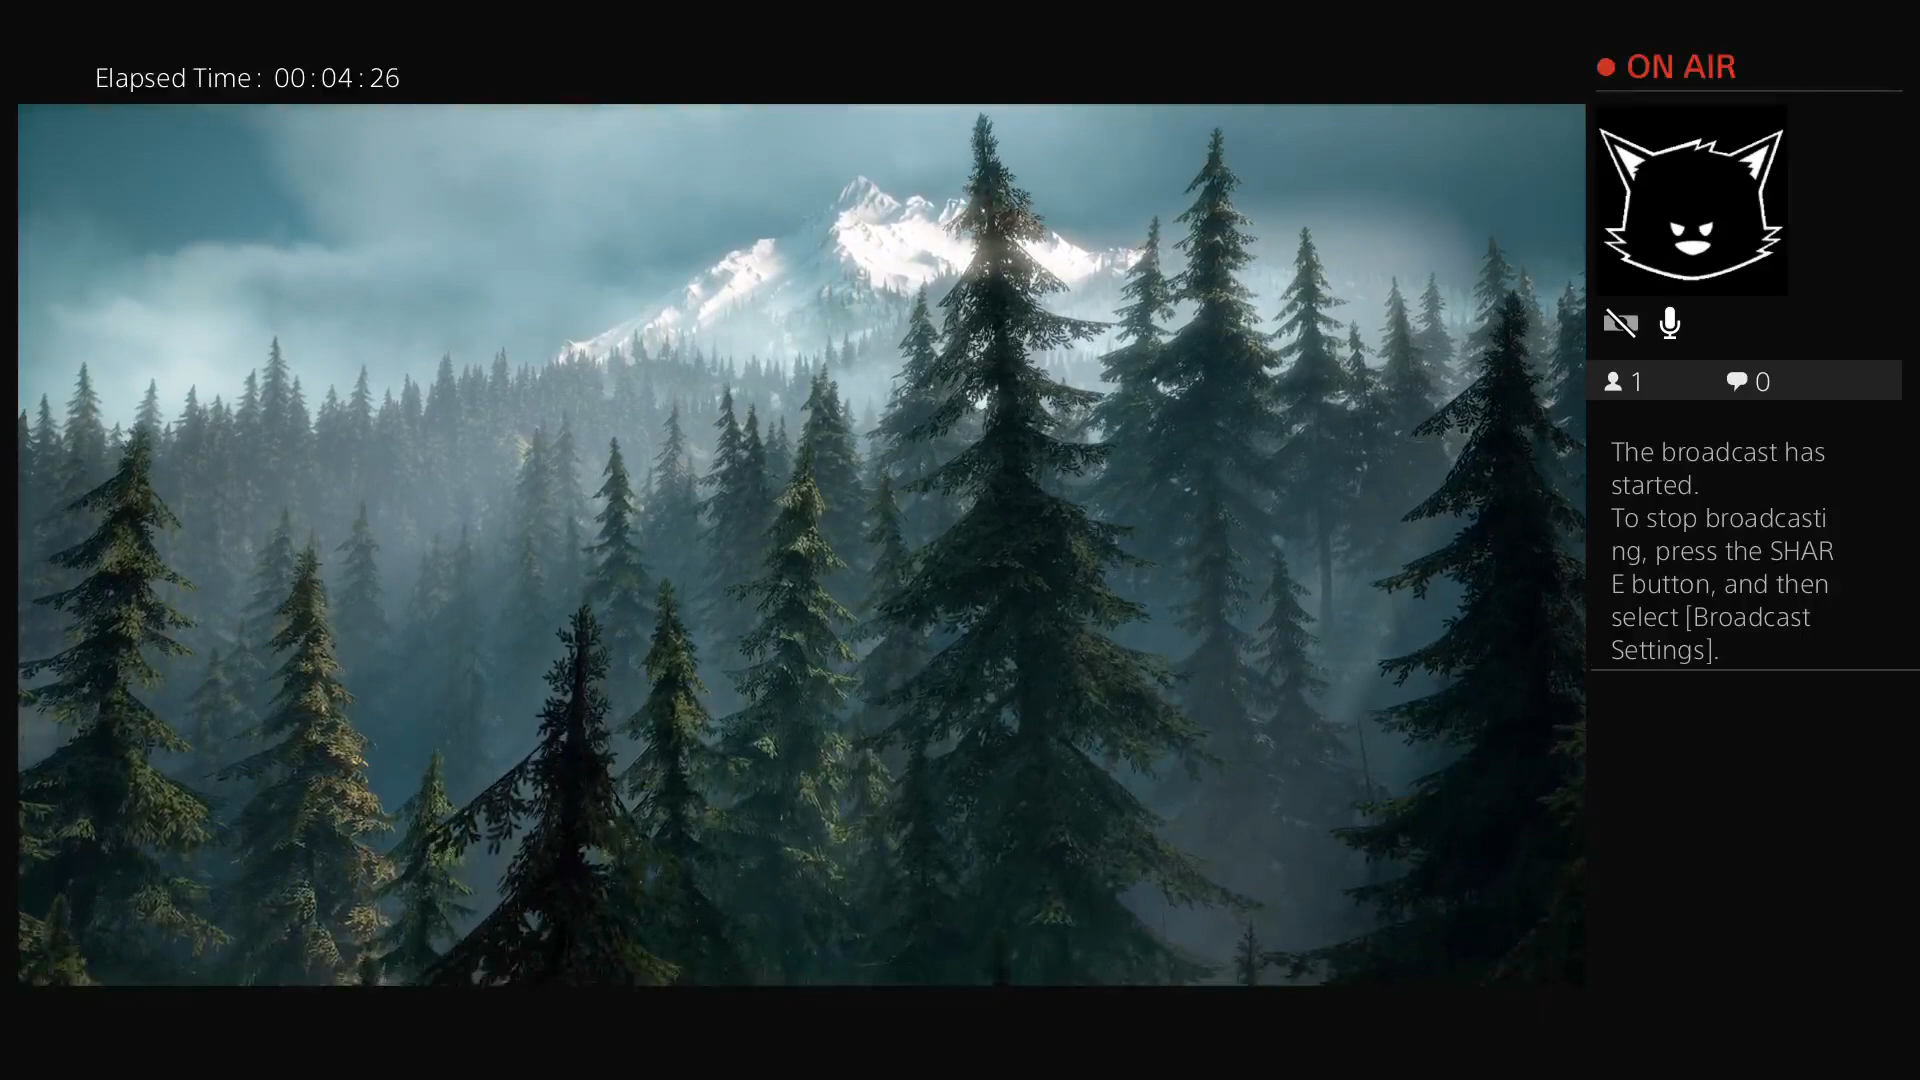 Elapsed Time: 00:04:26
ON AIR
1 0
The broadcast has
started.
To stop broadcasti
ng, press the SHAR
E button, and then
select [Broadcast
Settings].